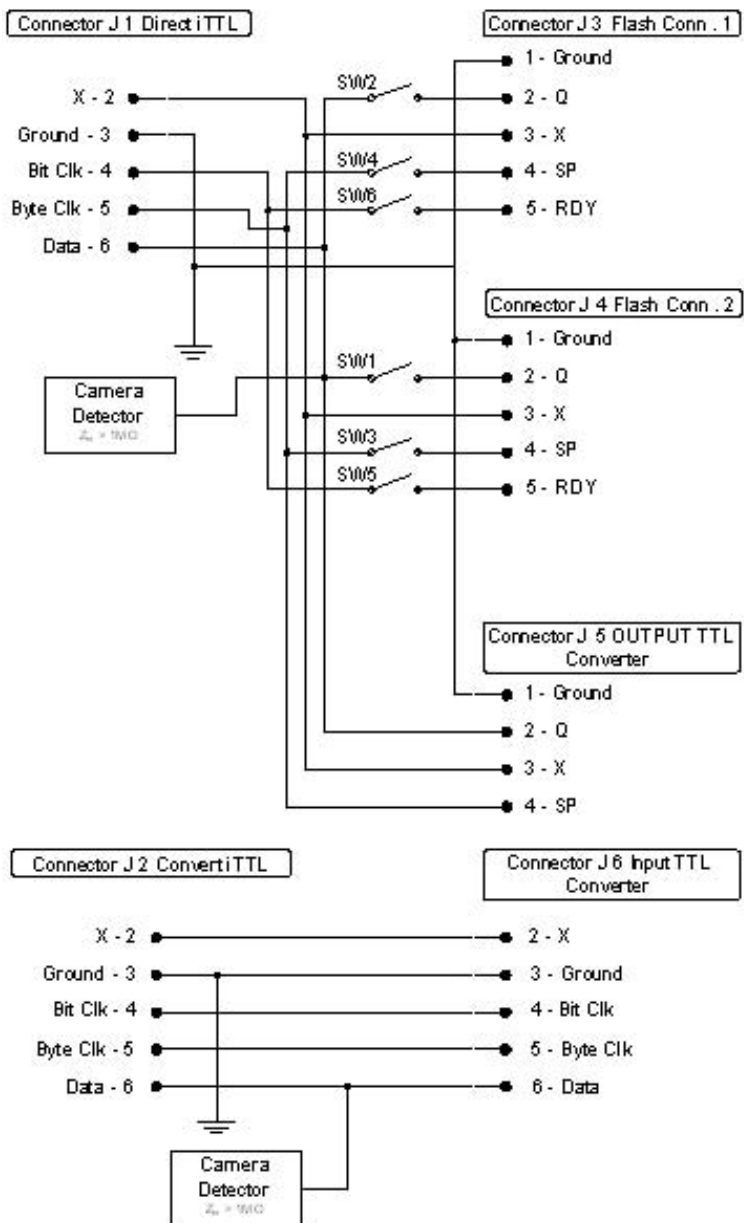 Connector J 1 Direct iTTL
X - 2
Ground - 3
Bit Clk - 4
Byte Clk - 5
Data - 6
Connector J 3 Flash Conn . 1
1 - Ground
2 - Q
3 - X
4 - SP
5 - RDY
SW2
SW4
SW6
Connector J 4 Flash Conn . 2
1 - Ground
2 - Q
3 - X
4 - SP
5 - RDY
SW1
SW3
SW5
Camera
Detector
Connector J 5 OUTPUT TTL
Converter
1 - Ground
2 - Q
3 - X
4 - SP
Connector J 2 Convert iTTL
X - 2
Ground - 3
Bit Clk - 4
Byte Clk - 5
Data - 6
Connector J 6 Input TTL
Converter
2 - X
3 - Ground
4 - Bit Clk
5 - Byte Clk
6 - Data
Camera
Detector